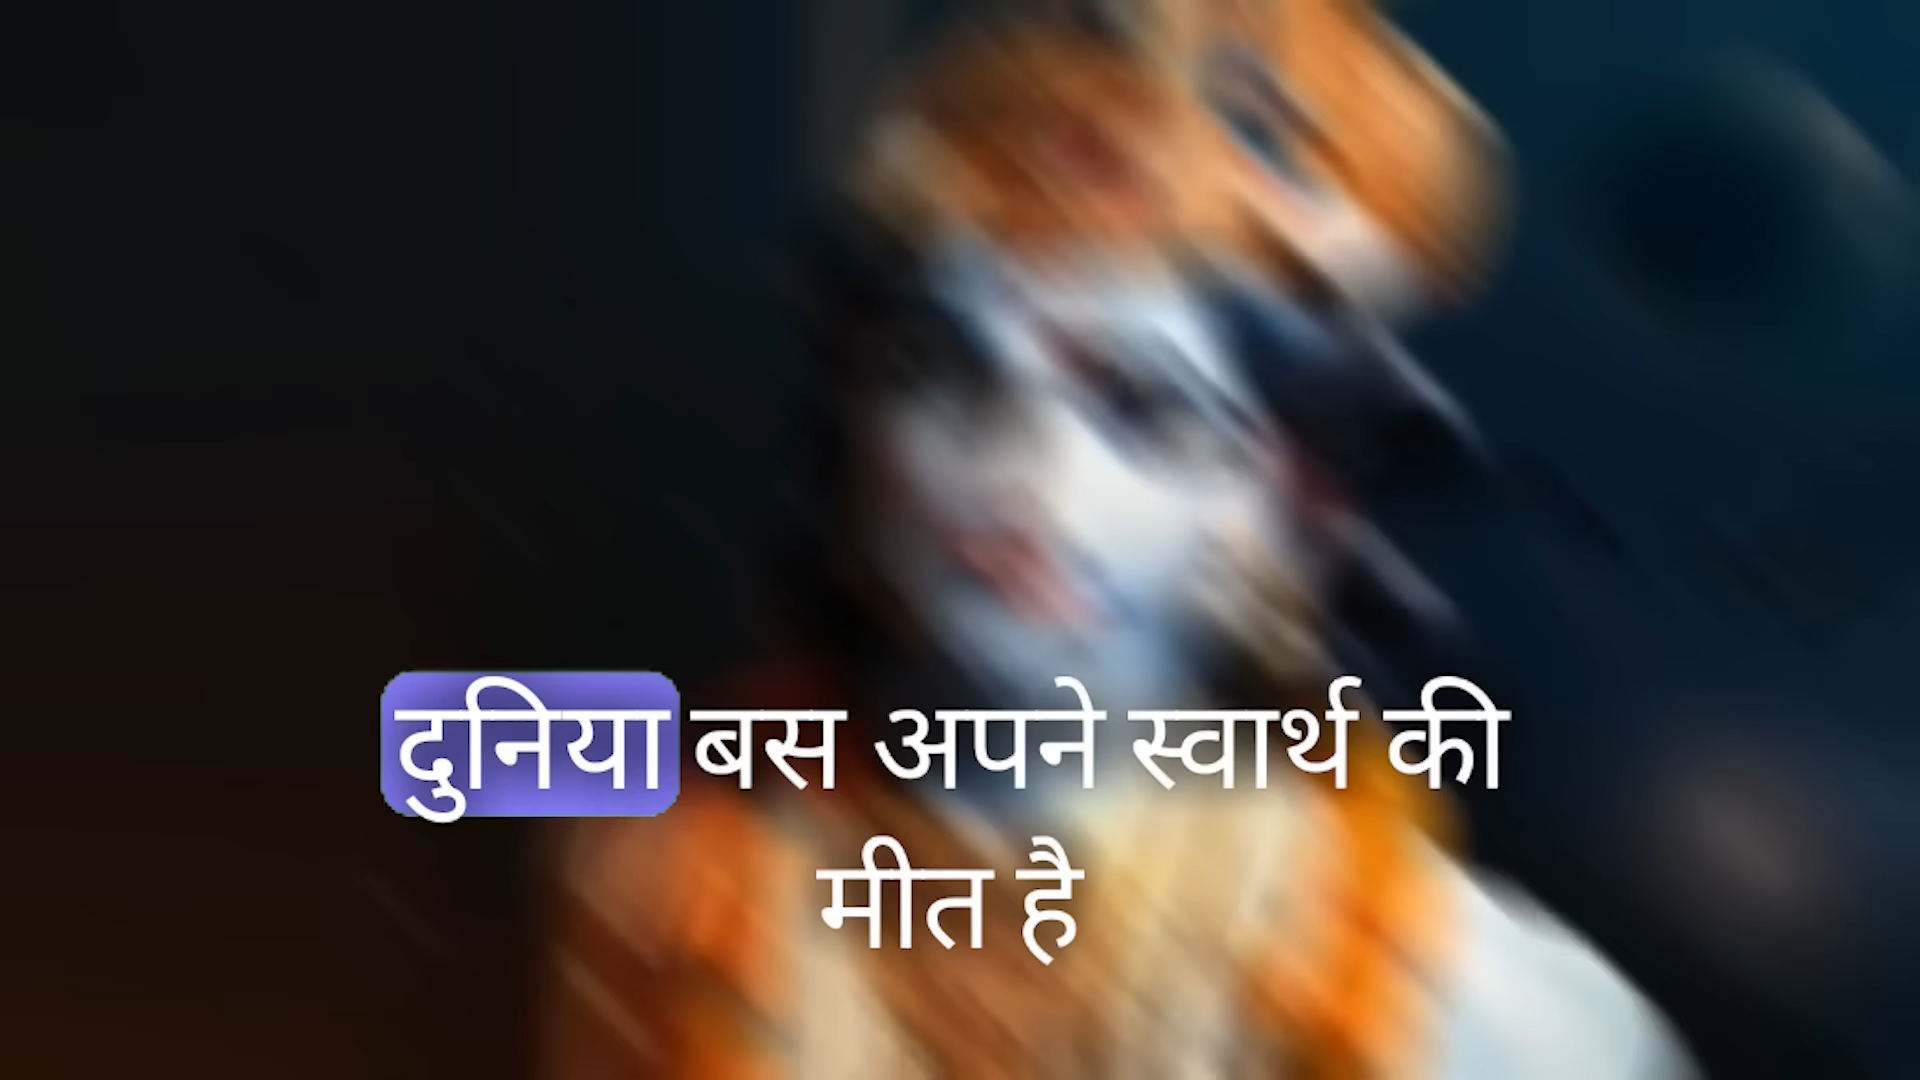 दुनिया बस अपने स्वार्थ की
मीत है